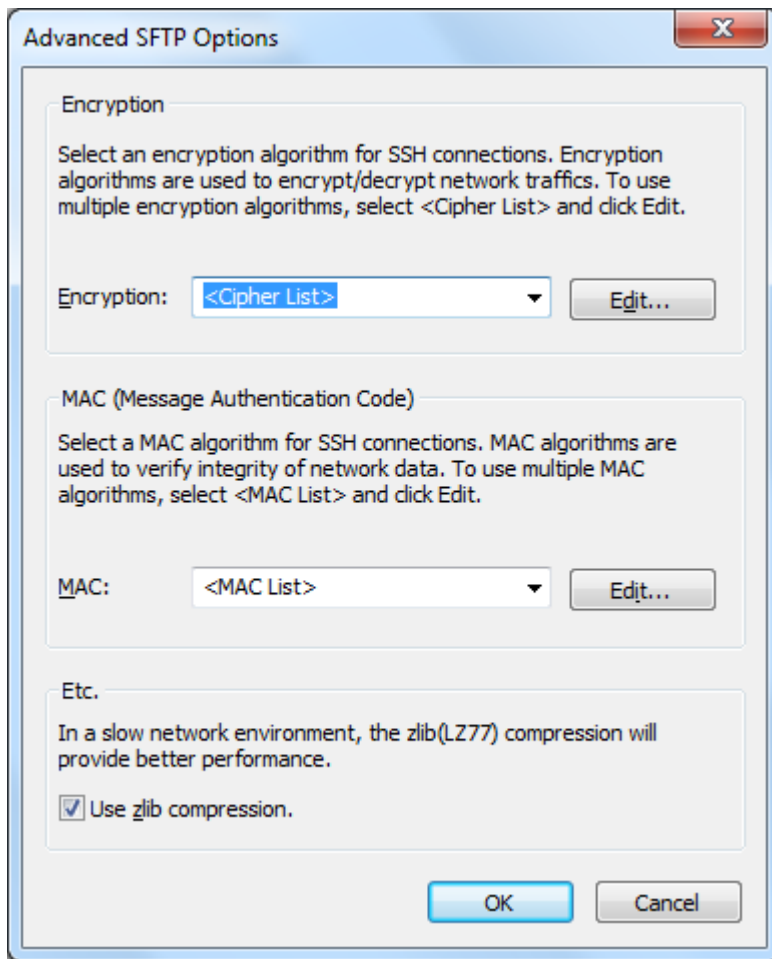 Advanced SFTP Options
Encryption
Select an encryption algorithm for SSH connections. Encryption
algorithms are used to encrypt/decrypt network traffics. To use
multiple encryption algorithms, select <Cipher List> and click Edit.
Encryption: <Cipher List> Edit...
MAC (Message Authentication Code)
Select a MAC algorithm for SSH connections. MAC algorithms are
used to verify integrity of network data. To use multiple MAC
algorithms, select <MAC List> and click Edit.
MAC: <MAC List> Edit...
Etc.
In a slow network environment, the zlib(LZ77) compression will
provide better performance.
Use zlib compression.
OK Cancel